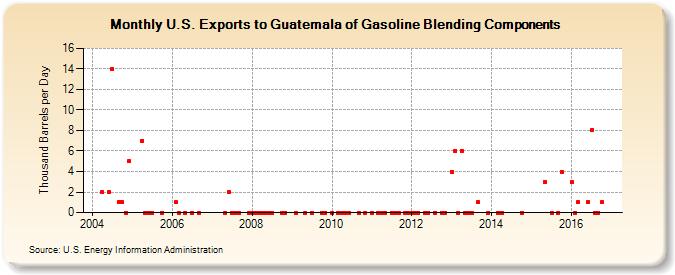 Monthly U.S. Exports to Guatemala of Gasoline Blending Components
Thousand Barrels per Day
16
14
12
10
8
6
4
2
0
2004 2006 2008 2010 2012 2014 2016
Source: U.S. Energy Information Administration